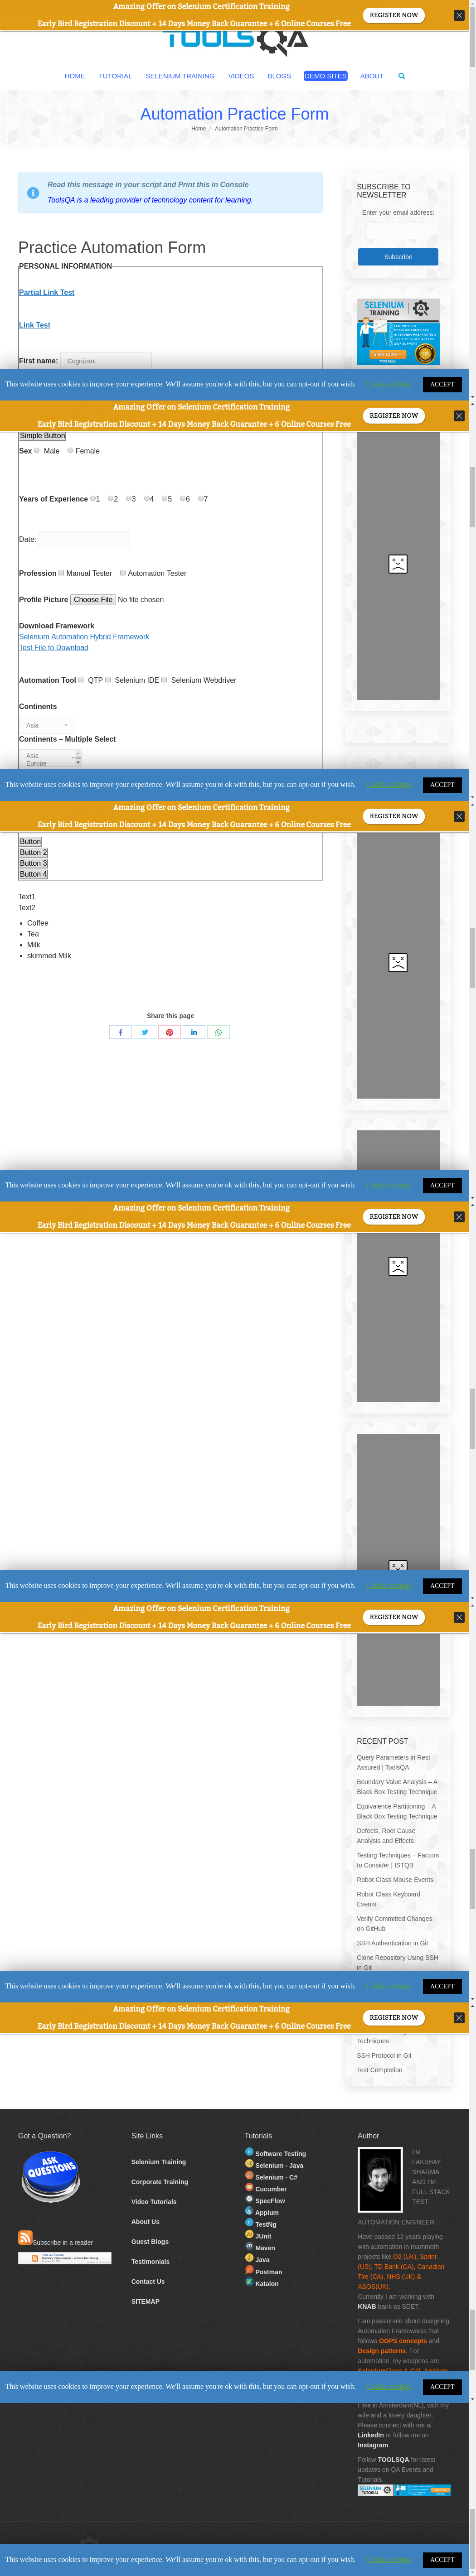 Amazing Offer on Selenium Certification Training
Early Bird Registration Discount + 14 Days Money Back Guarantee + 6 Online Courses Free
REGISTER NOW
TOOLSQA
HOME
TUTORIAL
SELENIUM TRAINING
VIDEOS
BLOGS
DEMO SITES
ABOUT
Automation Practice Form
Home / Automation Practice Form
Read this message in your script and Print this in Console
ToolsQA is a leading provider of technology content for learning.
SUBSCRIBE TO NEWSLETTER
Enter your email address:
Subscribe
SELENIUM TRAINING
Practice Automation Form
PERSONAL INFORMATION
Partial Link Test
Link Test
First name: Cognizant
This website uses cookies to improve your experience. We'll assume you're ok with this, but you can opt-out if you wish.
ACCEPT
Amazing Offer on Selenium Certification Training
Early Bird Registration Discount + 14 Days Money Back Guarantee + 6 Online Courses Free
REGISTER NOW
Simple Button
Sex Male Female
Years of Experience 1 2 3 4 5 6 7
Date:
Profession Manual Tester Automation Tester
Profile Picture Choose File No file chosen
Download Framework
Selenium Automation Hybrid Framework
Test File to Download
Automation Tool QTP Selenium IDE Selenium Webdriver
Continents
Asia
Continents – Multiple Select
Asia
Europe
This website uses cookies to improve your experience. We'll assume you're ok with this, but you can opt-out if you wish.
ACCEPT
Amazing Offer on Selenium Certification Training
Early Bird Registration Discount + 14 Days Money Back Guarantee + 6 Online Courses Free
REGISTER NOW
Button
Button 2
Button 3
Button 4
Text1
Text2
Coffee
Tea
Milk
skimmed Milk
Share this page
This website uses cookies to improve your experience. We'll assume you're ok with this, but you can opt-out if you wish.
ACCEPT
Amazing Offer on Selenium Certification Training
Early Bird Registration Discount + 14 Days Money Back Guarantee + 6 Online Courses Free
REGISTER NOW
This website uses cookies to improve your experience. We'll assume you're ok with this, but you can opt-out if you wish.
ACCEPT
Amazing Offer on Selenium Certification Training
Early Bird Registration Discount + 14 Days Money Back Guarantee + 6 Online Courses Free
REGISTER NOW
RECENT POST
Query Parameters in Rest Assured | ToolsQA
Boundary Value Analysis – A Black Box Testing Technique
Equivalence Partitioning – A Black Box Testing Technique
Defects, Root Cause Analysis and Effects
Testing Techniques – Factors to Consider | ISTQB
Robot Class Mouse Events
Robot Class Keyboard Events
Verify Committed Changes on GitHub
SSH Authentication in Git
Clone Repository Using SSH in Git
This website uses cookies to improve your experience. We'll assume you're ok with this, but you can opt-out if you wish.
ACCEPT
Amazing Offer on Selenium Certification Training
Early Bird Registration Discount + 14 Days Money Back Guarantee + 6 Online Courses Free
REGISTER NOW
Techniques
SSH Protocol in Git
Test Completion
Got a Question?
ASK QUESTIONS
Subscribe in a reader
Site Links
Selenium Training
Corporate Training
Video Tutorials
About Us
Guest Blogs
Testimonials
Contact Us
SITEMAP
Tutorials
Software Testing
Selenium - Java
Selenium - C#
Cucumber
SpecFlow
Appium
TestNg
JUnit
Maven
Java
Postman
Katalon
Author
I'M LAKSHAY SHARMA AND I'M FULL STACK TEST AUTOMATION ENGINEER.
Have passed 12 years playing with automation in mammoth projects like O2 (UK), Sprint (US), TD Bank (CA), Canadian Tire (CA), NHS (UK) & ASOS(UK).
Currently I am working with KNAB bank as SDET.
I am passionate about designing Automation Frameworks that follows OOPS concepts and Design patterns. For automation, my weapons are
This website uses cookies to improve your experience. We'll assume you're ok with this, but you can opt-out if you wish.
ACCEPT
I live in Amsterdam(NL), with my wife and a lovely daughter. Please connect with me at LinkedIn or follow me on Instagram.
Follow TOOLSQA for latest updates on QA Events and Tutorials.
SELENIUM TUTORIAL
This website uses cookies to improve your experience. We'll assume you're ok with this, but you can opt-out if you wish.
ACCEPT